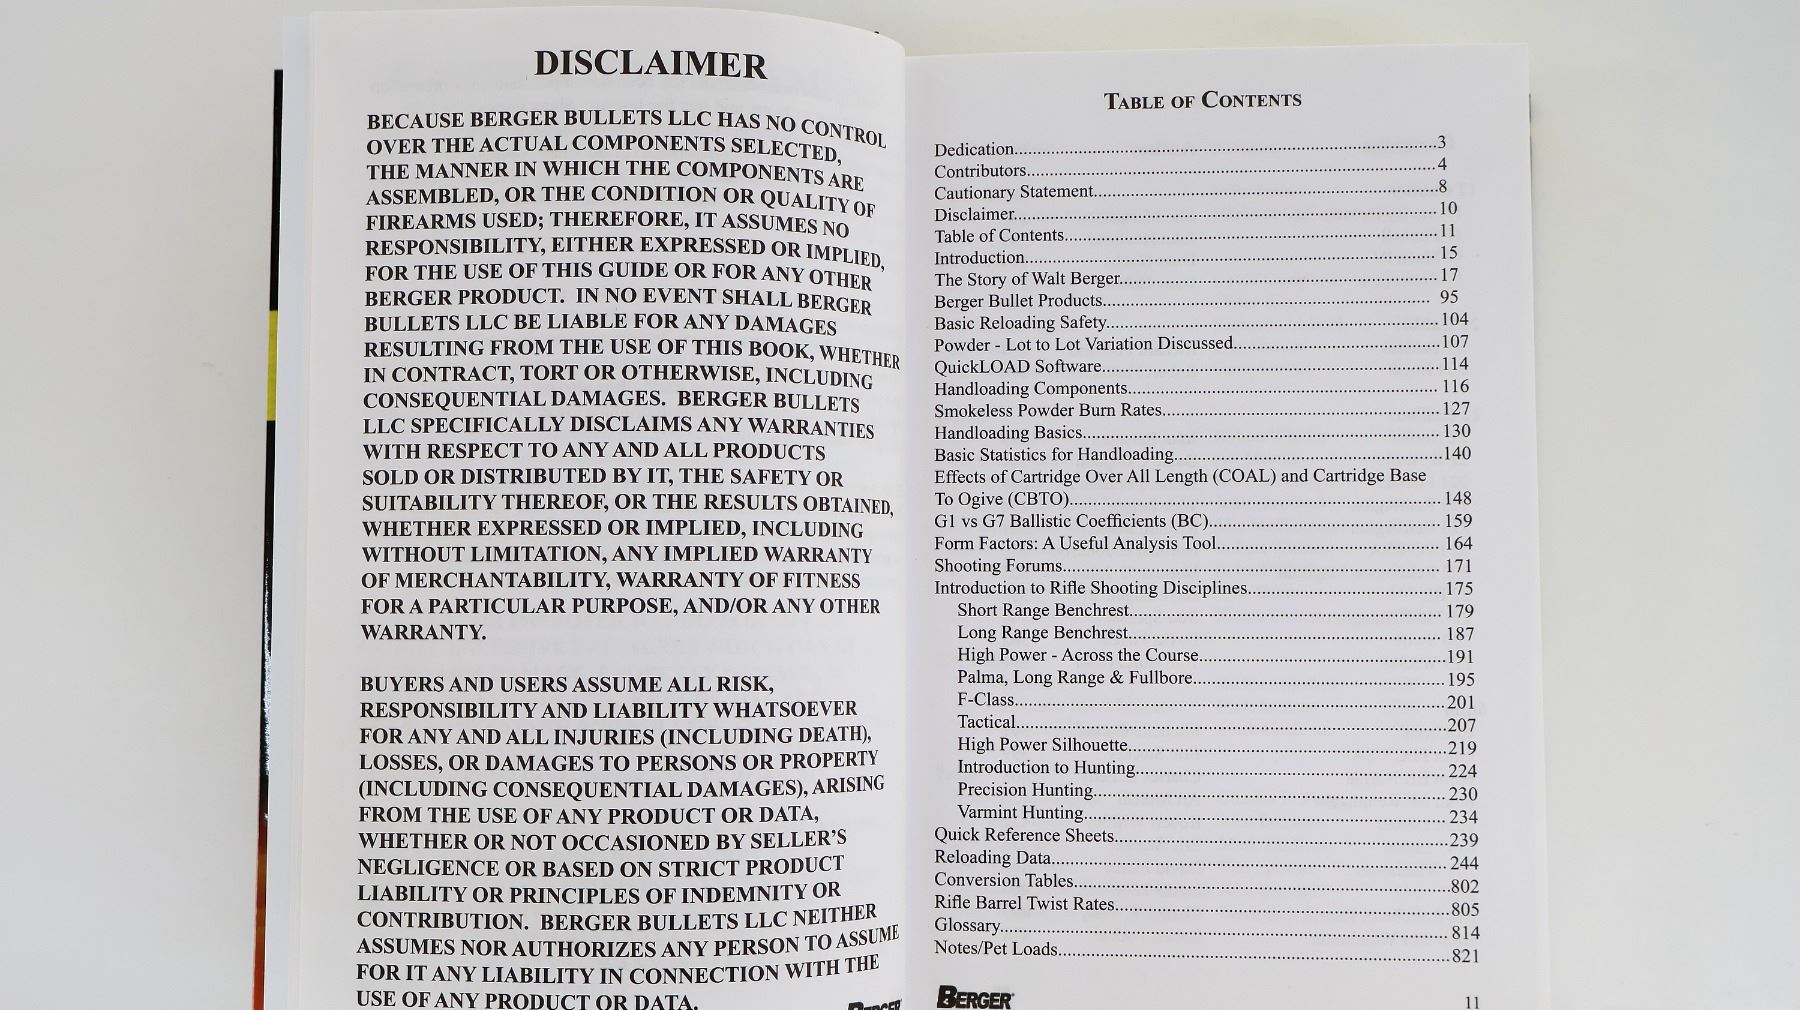 DISCLAIMER
BECAUSE BERGER BULLETS LLC HAS NO CONTROL
OVER THE ACTUAL COMPONENTS SELECTED,
THE MANNER IN WHICH THE COMPONENTS ARE
ASSEMBLED, OR THE CONDITION OR QUALITY OF
FIREARMS USED; THEREFORE, IT ASSUMES NO
RESPONSIBILITY, EITHER EXPRESSED OR IMPLIED,
FOR THE USE OF THIS GUIDE OR FOR ANY OTHER
BERGER PRODUCT.  IN NO EVENT SHALL BERGER
BULLETS LLC BE LIABLE FOR ANY DAMAGES
RESULTING FROM THE USE OF THIS BOOK, WHETHER
IN CONTRACT, TORT OR OTHERWISE, INCLUDING
CONSEQUENTIAL DAMAGES.  BERGER BULLETS
LLC SPECIFICALLY DISCLAIMS ANY WARRANTIES
WITH RESPECT TO ANY AND ALL PRODUCTS
SOLD OR DISTRIBUTED BY IT, THE SAFETY OR
SUITABILITY THEREOF, OR THE RESULTS OBTAINED,
WHETHER EXPRESSED OR IMPLIED, INCLUDING
WITHOUT LIMITATION, ANY IMPLIED WARRANTY
OF MERCHANTABILITY, WARRANTY OF FITNESS
FOR A PARTICULAR PURPOSE, AND/OR ANY OTHER
WARRANTY.
BUYERS AND USERS ASSUME ALL RISK,
RESPONSIBILITY AND LIABILITY WHATSOEVER
FOR ANY AND ALL INJURIES (INCLUDING DEATH),
LOSSES, OR DAMAGES TO PERSONS OR PROPERTY
(INCLUDING CONSEQUENTIAL DAMAGES), ARISING
FROM THE USE OF ANY PRODUCT OR DATA,
WHETHER OR NOT OCCASIONED BY SELLER'S
NEGLIGENCE OR BASED ON STRICT PRODUCT
LIABILITY OR PRINCIPLES OF INDEMNITY OR
CONTRIBUTION.  BERGER BULLETS LLC NEITHER
ASSUMES NOR AUTHORIZES ANY PERSON TO ASSUME
FOR IT ANY LIABILITY IN CONNECTION WITH THE
USE OF ANY PRODUCT OR DATA.
BERGER
TABLE OF CONTENTS
Dedication...3
Contributors...4
Cautionary Statement...8
Disclaimer...10
Table of Contents...11
Introduction...15
The Story of Walt Berger...17
Berger Bullet Products...95
Basic Reloading Safety...104
Powder - Lot to Lot Variation Discussed...107
QuickLOAD Software...114
Handloading Components...116
Smokeless Powder Burn Rates...127
Handloading Basics...130
Basic Statistics for Handloading...140
Effects of Cartridge Over All Length (COAL) and Cartridge Base
To Ogive (CBTO)...148
G1 vs G7 Ballistic Coefficients (BC)...159
Form Factors: A Useful Analysis Tool...164
Shooting Forums...171
Introduction to Rifle Shooting Disciplines...175
Short Range Benchrest...179
Long Range Benchrest...187
High Power - Across the Course...191
Palma, Long Range & Fullbore...195
F-Class...201
Tactical...207
High Power Silhouette...219
Introduction to Hunting...224
Precision Hunting...230
Varmint Hunting...234
Quick Reference Sheets...239
Reloading Data...244
Conversion Tables...802
Rifle Barrel Twist Rates...805
Glossary...814
Notes/Pet Loads...821
BERGER 11